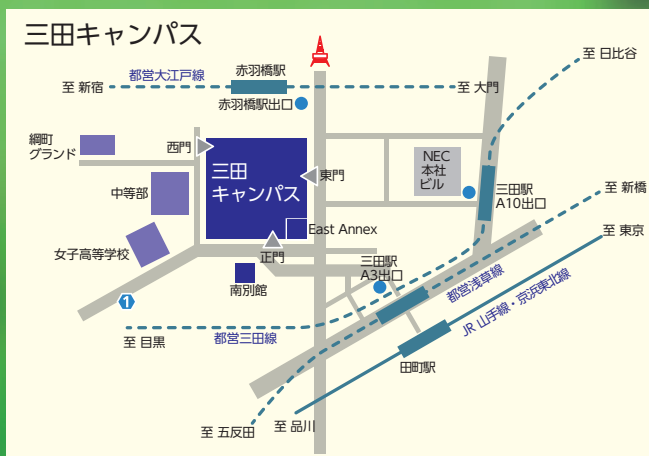 三田キャンパス
至 日比谷
赤羽橋駅
都営大江戸線
至 新宿
至 大門
赤羽橋駅出口
綱町
グランド
西門
NEC
本社
ビル
三田
キャンパス
東門
中等部
三田駅
A10出口
至 新橋
East Annex
至 東京
女子高等学校
正門
三田駅
A3出口
南別館
都営浅草線
1
JR 山手線・京浜東北線
都営三田線
至 目黒
田町駅
至 品川
至 五反田